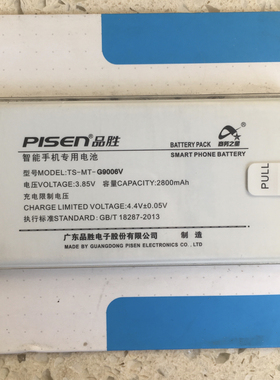 PISEN品胜
BATTERY PACK
商务之星
SMART PHONE BATTERY
智能手机专用电池
型号MODEL: TS-MT-G9006V
电压VOLTAGE: 3.85V 容量CAPACITY: 2800mAh
充电限制电压
CHARGE LIMITED VOLTAGE: 4.4V±0.05V
执行标准STANDARD: GB/T 18287-2013
广东品胜电子股份有限公司 制造
MADE BY GUANGDONG PISEN ELECTRONICS CO., LTD.
PULL